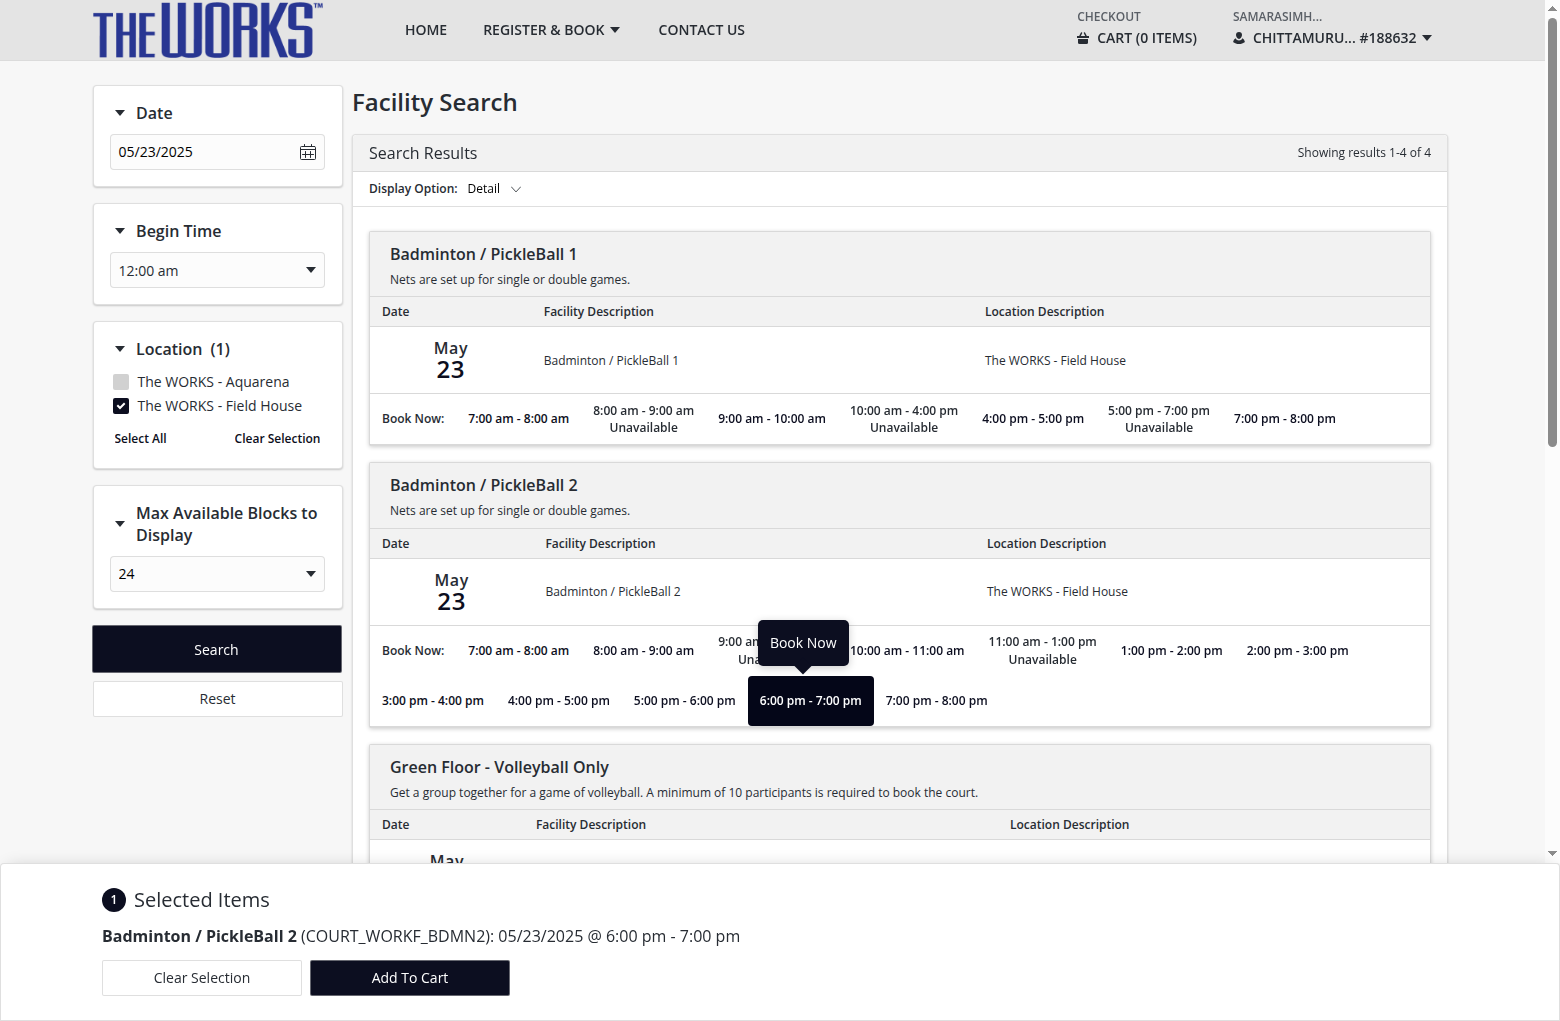 THE WORKS™
HOME
REGISTER & BOOK
CONTACT US
CHECKOUT
CART (0 ITEMS)
SAMARASIMH...
CHITTAMURU... #188632
Date
05/23/2025
Begin Time
12:00 am
Location (1)
The WORKS - Aquarena
The WORKS - Field House
Select All
Clear Selection
Max Available Blocks to
Display
24
Search
Reset
Facility Search
Search Results
Showing results 1-4 of 4
Display Option: Detail
Badminton / PickleBall 1
Nets are set up for single or double games.
Date Facility Description Location Description
May
23
Badminton / PickleBall 1
The WORKS - Field House
Book Now:
7:00 am - 8:00 am
8:00 am - 9:00 am
Unavailable
9:00 am - 10:00 am
10:00 am - 4:00 pm
Unavailable
4:00 pm - 5:00 pm
5:00 pm - 7:00 pm
Unavailable
7:00 pm - 8:00 pm
Badminton / PickleBall 2
Nets are set up for single or double games.
Date Facility Description Location Description
May
23
Badminton / PickleBall 2
The WORKS - Field House
Book Now:
7:00 am - 8:00 am
8:00 am - 9:00 am
9:00
Book Now
10:00 am - 11:00 am
11:00 am - 1:00 pm
Unavailable
1:00 pm - 2:00 pm
2:00 pm - 3:00 pm
3:00 pm - 4:00 pm
4:00 pm - 5:00 pm
5:00 pm - 6:00 pm
6:00 pm - 7:00 pm
7:00 pm - 8:00 pm
Green Floor - Volleyball Only
Get a group together for a game of volleyball. A minimum of 10 participants is required to book the court.
Date Facility Description Location Description
May
1 Selected Items
Badminton / PickleBall 2 (COURT_WORKF_BDMN2): 05/23/2025 @ 6:00 pm - 7:00 pm
Clear Selection
Add To Cart